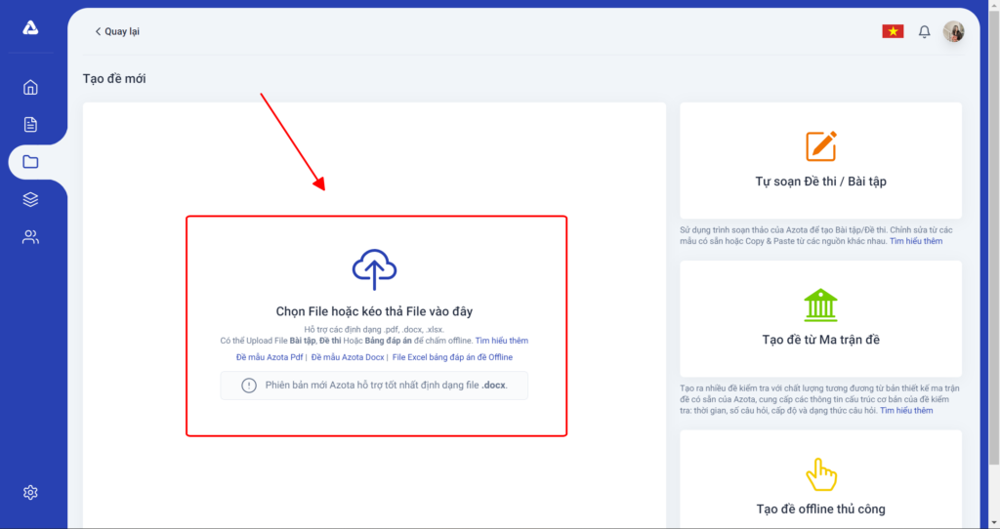 Quay lại
Tạo đề mới
Chọn File hoặc kéo thả File vào đây
Hỗ trợ các định dạng .pdf, .docx, .xlsx.
Có thể Upload File Bài tập, Đề thi Hoặc Bảng đáp án để chấm offline. Tìm hiểu thêm
Đề mẫu Azota Pdf | Đề mẫu Azota Docx | File Excel bảng đáp án đề Offline
Phiên bản mới Azota hỗ trợ tốt nhất định dạng file .docx.
Tự soạn Đề thi / Bài tập
Sử dụng trình soạn thảo của Azota để tạo Bài tập/Đề thi. Chỉnh sửa từ các
mẫu có sẵn hoặc Copy & Paste từ các nguồn khác nhau. Tìm hiểu thêm
Tạo đề từ Ma trận đề
Tạo ra nhiều đề kiểm tra với chất lượng tương đương từ bản thiết kế ma trận
đề có sẵn của Azota, cung cấp các thông tin cấu trúc cơ bản của đề kiểm
tra: thời gian, số câu hỏi, cấp độ và dạng thức câu hỏi. Tìm hiểu thêm
Tạo đề offline thủ công